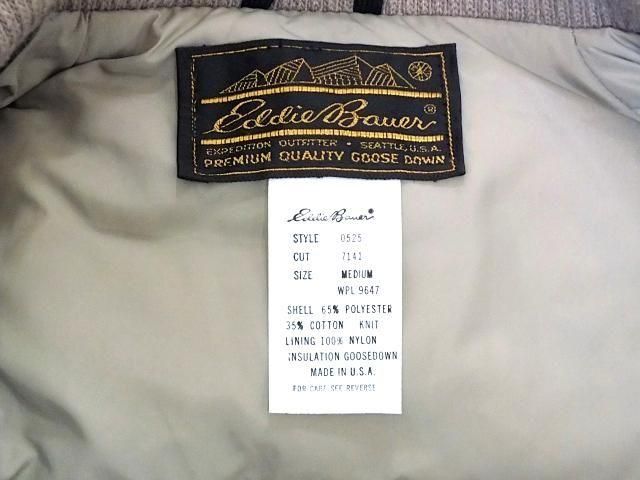 Eddie Bauer ®
EXPEDITION OUTFITTER • SEATTLE, U.S.A.
PREMIUM QUALITY GOOSE DOWN
Eddie Bauer®
STYLE 0525
CUT 7141
SIZE MEDIUM
WPL 9647
SHELL 65% POLYESTER
35% COTTON KNIT
LINING 100% NYLON
INSULATION GOOSEDOWN
MADE IN U.S.A.
FOR CARE SEE REVERSE